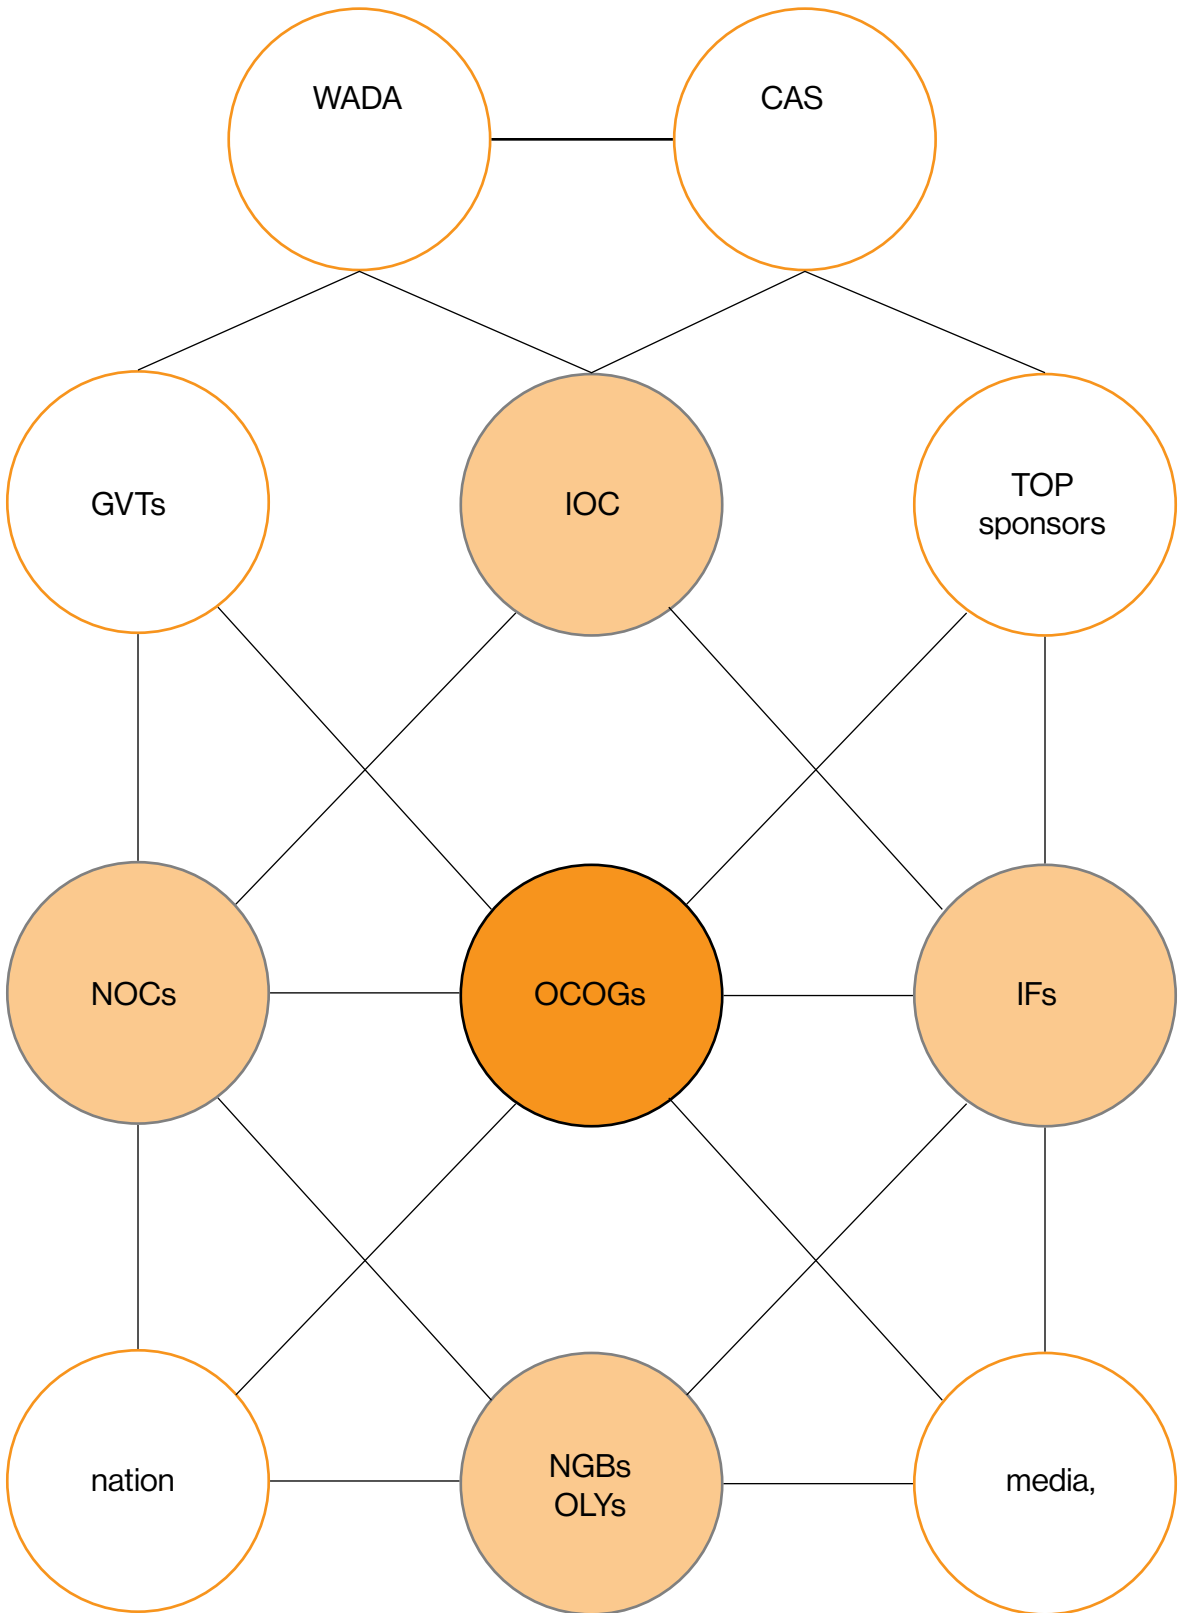 WADA
CAS
GVTs
IOC
TOP
sponsors
NOCs
OCOGs
IFs
nation
NGBs
OLYs
media,